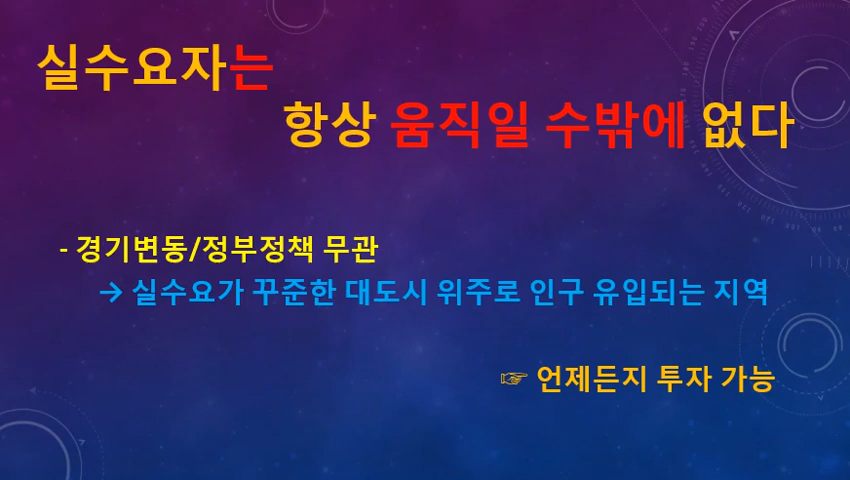 실수요자는
항상 움직일 수밖에 없다
- 경기변동/정부정책 무관
→ 실수요가 꾸준한 대도시 위주로 인구 유입되는 지역
☞ 언제든지 투자 가능